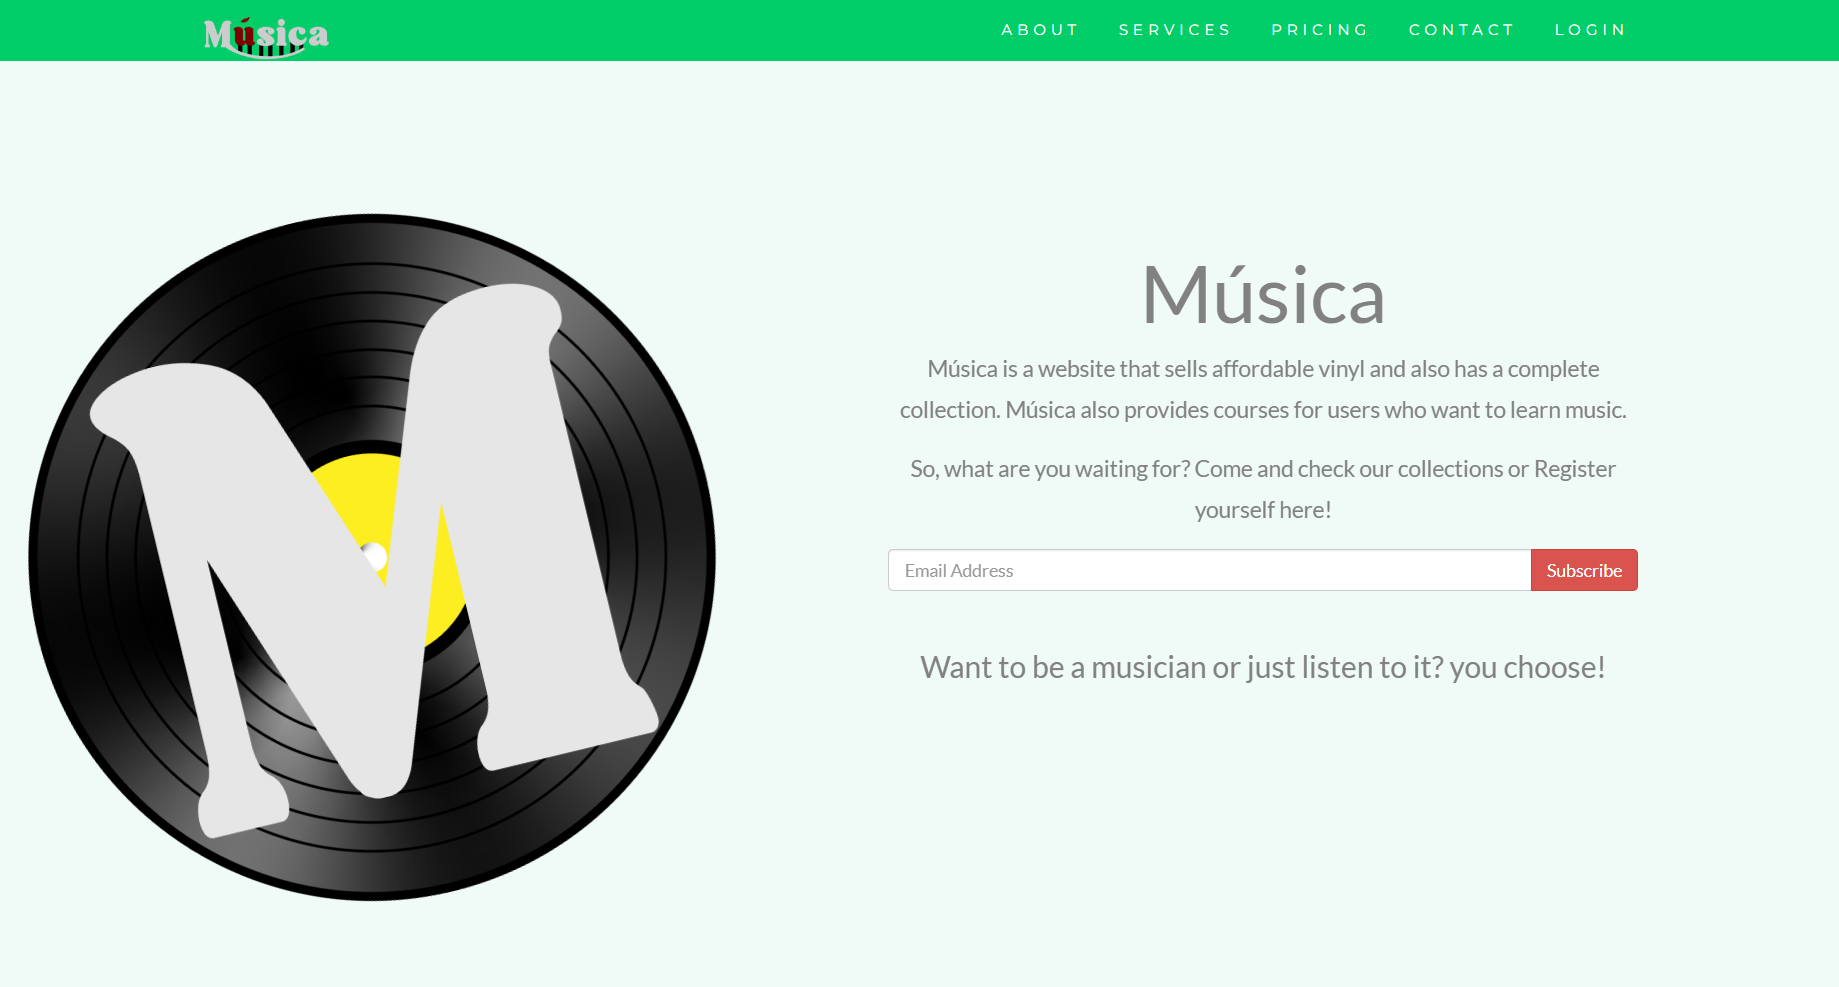 Música
ABOUT SERVICES PRICING CONTACT LOGIN
M
Música
Música is a website that sells affordable vinyl and also has a complete
collection. Música also provides courses for users who want to learn music.
So, what are you waiting for? Come and check our collections or Register
yourself here!
Email Address Subscribe
Want to be a musician or just listen to it? you choose!